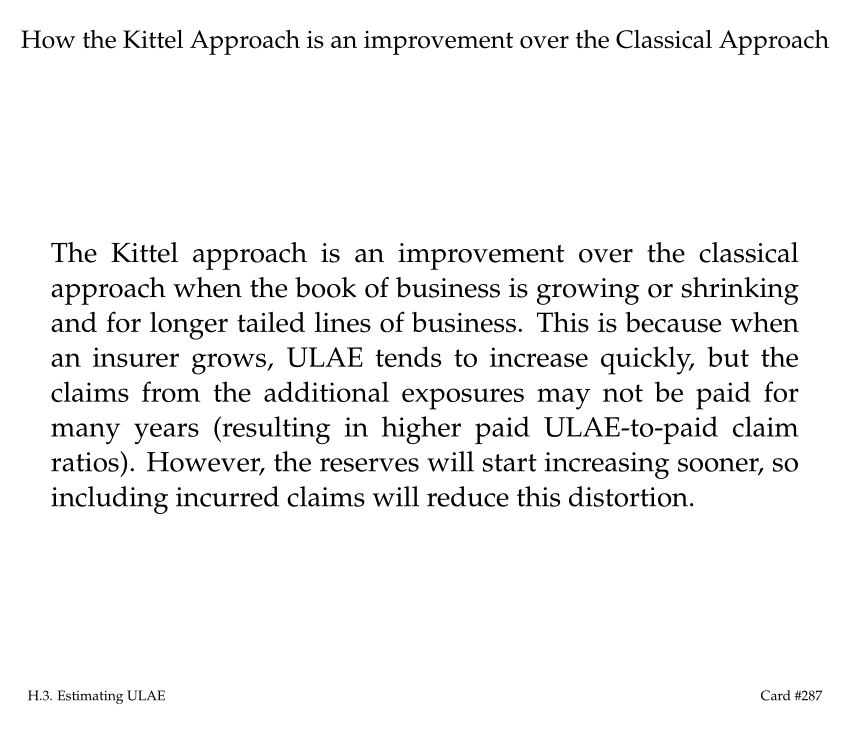 How the Kittel Approach is an improvement over the Classical Approach
The Kittel approach is an improvement over the classical
approach when the book of business is growing or shrinking
and for longer tailed lines of business. This is because when
an insurer grows, ULAE tends to increase quickly, but the
claims from the additional exposures may not be paid for
many years (resulting in higher paid ULAE-to-paid claim
ratios). However, the reserves will start increasing sooner, so
including incurred claims will reduce this distortion.
H.3. Estimating ULAE
Card #287